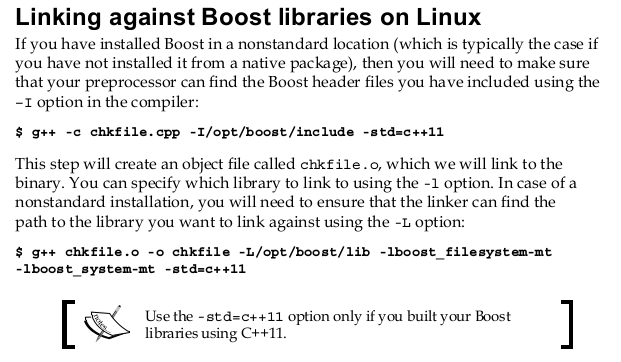 Linking against Boost libraries on Linux
If you have installed Boost in a nonstandard location (which is typically the case if
you have not installed it from a native package), then you will need to make sure
that your preprocessor can find the Boost header files you have included using the
-I option in the compiler:
$ g++ -c chkfile.cpp -I/opt/boost/include -std=c++11
This step will create an object file called chkfile.o, which we will link to the
binary. You can specify which library to link to using the -l option. In case of a
nonstandard installation, you will need to ensure that the linker can find the
path to the library you want to link against using the -L option:
$ g++ chkfile.o -o chkfile -L/opt/boost/lib -lboost_filesystem-mt
-lboost_system-mt -std=c++11
Use the -std=c++11 option only if you built your Boost
libraries using C++11.